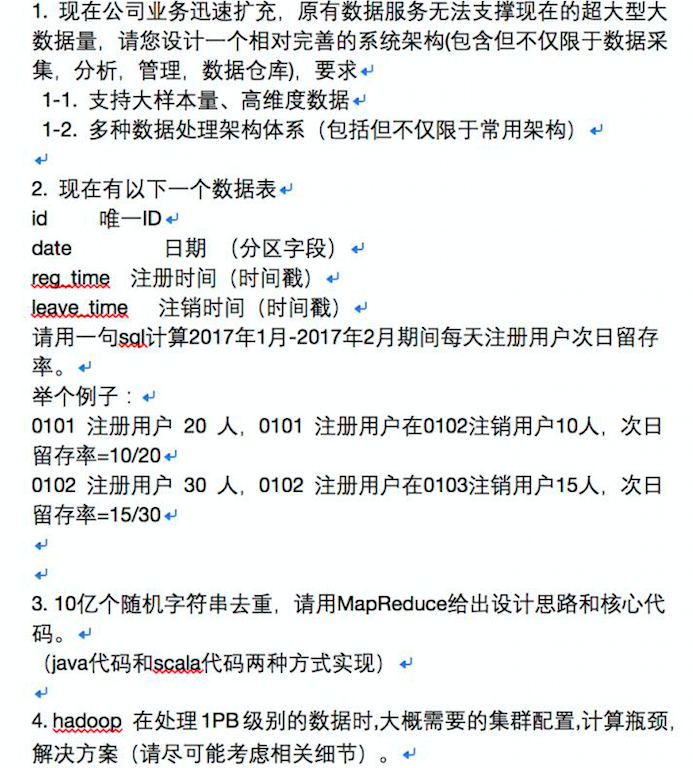 1. 现在公司业务迅速扩充，原有数据服务无法支撑现在的超大型大
数据量，请您设计一个相对完善的系统架构(包含但不仅限于数据采
集，分析，管理，数据仓库)，要求
1-1. 支持大样本量、高维度数据
1-2. 多种数据处理架构体系（包括但不仅限于常用架构）
2. 现在有以下一个数据表
id 唯一ID
date 日期 （分区字段）
reg_time 注册时间（时间戳）
leave_time 注销时间（时间戳）
请用一句sql计算2017年1月-2017年2月期间每天注册用户次日留存
率。
举个例子：
0101 注册用户 20 人，0101 注册用户在0102注销用户10人，次日
留存率=10/20
0102 注册用户 30 人，0102 注册用户在0103注销用户15人，次日
留存率=15/30
3. 10亿个随机字符串去重，请用MapReduce给出设计思路和核心代
码。
（java代码和scala代码两种方式实现）
4. hadoop 在处理1PB级别的数据时,大概需要的集群配置,计算瓶颈,
解决方案（请尽可能考虑相关细节）。